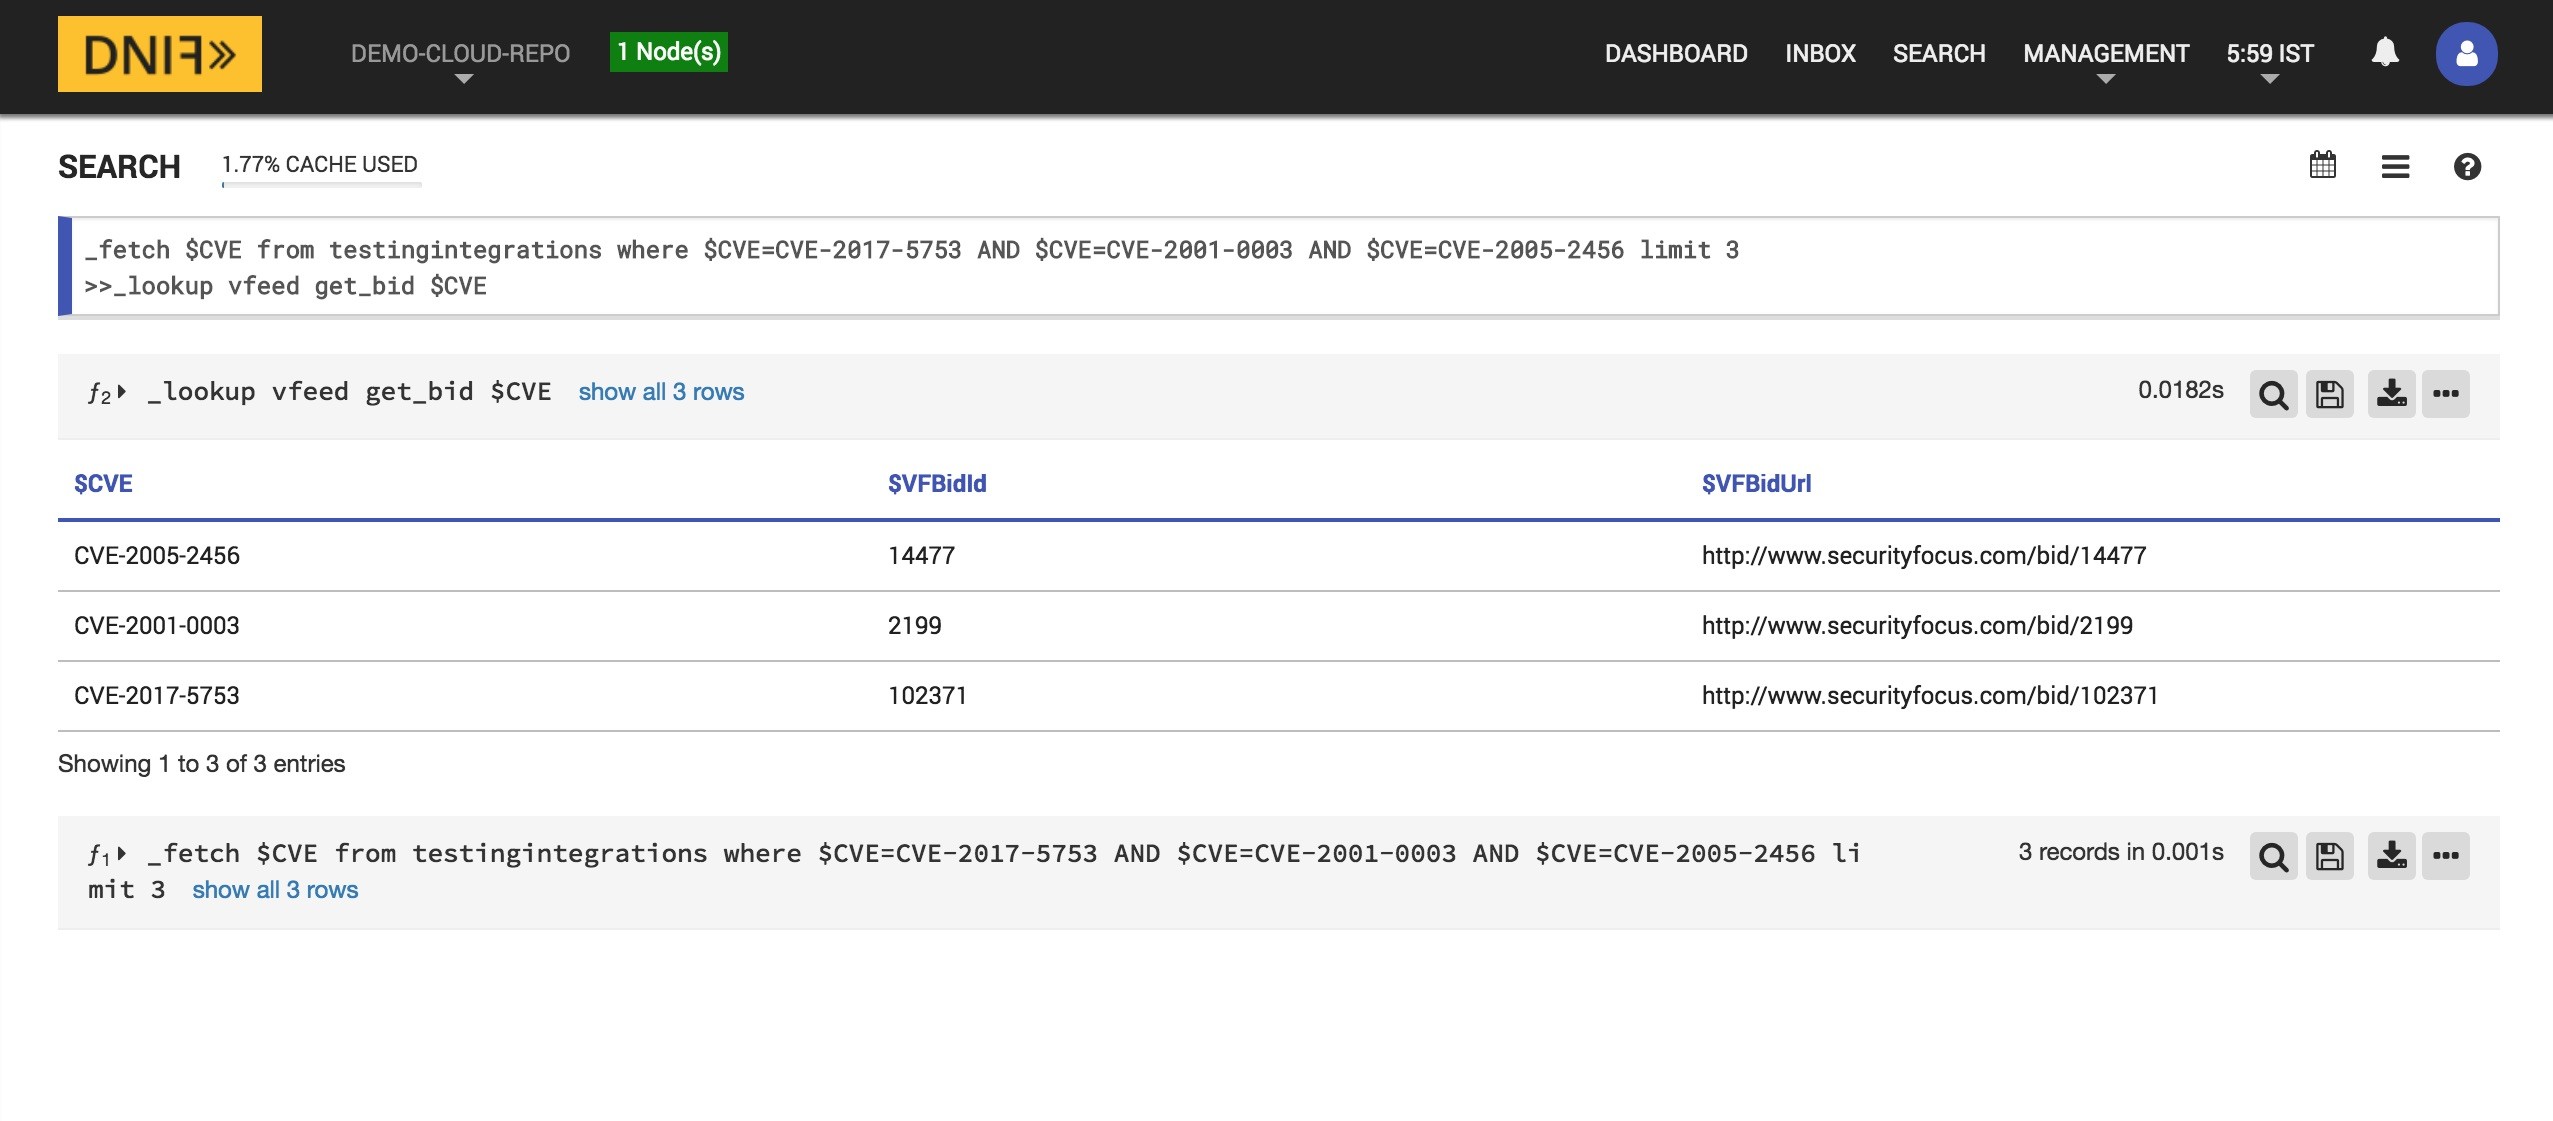 DNIF»
DEMO-CLOUD-REPO
1 Node(s)
DASHBOARD INBOX SEARCH MANAGEMENT 5:59 IST
SEARCH 1.77% CACHE USED
_fetch $CVE from testingintegrations where $CVE=CVE-2017-5753 AND $CVE=CVE-2001-0003 AND $CVE=CVE-2005-2456 limit 3
>>_lookup vfeed get_bid $CVE
ƒ2 _lookup vfeed get_bid $CVE show all 3 rows 0.0182s
$CVE $VFBidId $VFBidUrl
CVE-2005-2456 14477 http://www.securityfocus.com/bid/14477
CVE-2001-0003 2199 http://www.securityfocus.com/bid/2199
CVE-2017-5753 102371 http://www.securityfocus.com/bid/102371
Showing 1 to 3 of 3 entries
ƒ1 _fetch $CVE from testingintegrations where $CVE=CVE-2017-5753 AND $CVE=CVE-2001-0003 AND $CVE=CVE-2005-2456 li 3 records in 0.001s
mit 3 show all 3 rows